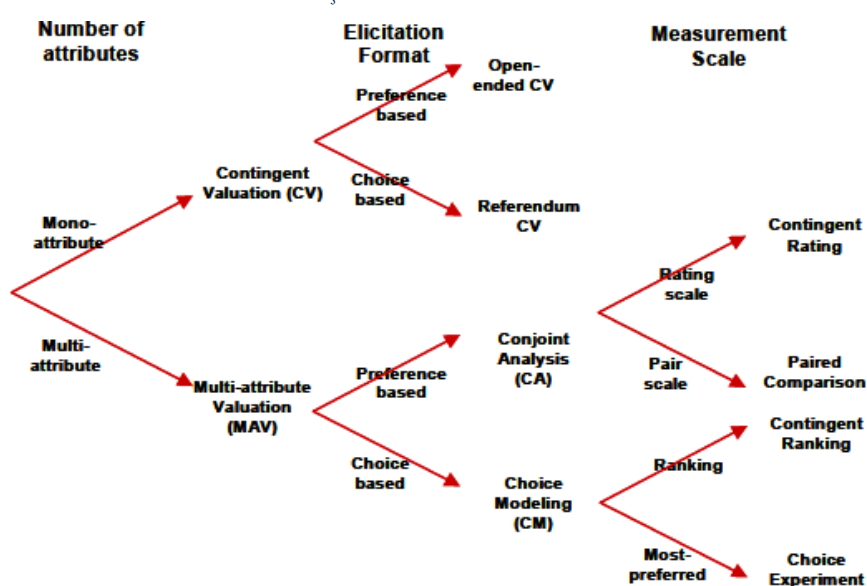 Number of
attributes
Elicitation
Format
Measurement
Scale
Open-
ended CV
Preference
based
Contingent
Valuation (CV)
Choice
based
Referendum
CV
Mono-
attribute
Contingent
Rating
Rating
scale
Multi-
attribute
Conjoint
Analysis
(CA)
Pair
scale
Paired
Comparison
Preference
based
Multi-attribute
Valuation
(MAV)
Contingent
Ranking
Choice
based
Ranking
Choice
Modeling
(CM)
Most-
preferred
Choice
Experiment